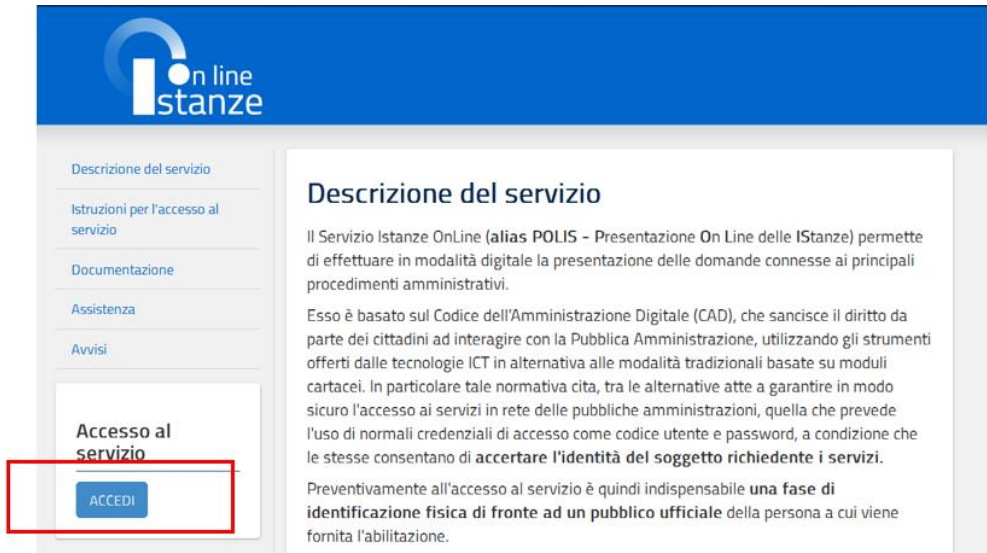 On line
Istanze
Descrizione del servizio
Istruzioni per l'accesso al
servizio
Documentazione
Assistenza
Avvisi
Accesso al
servizio
ACCEDI
Descrizione del servizio
Il Servizio Istanze OnLine (alias POLIS - Presentazione On Line delle IStanze) permette
di effettuare in modalità digitale la presentazione delle domande connesse ai principali
procedimenti amministrativi.
Esso è basato sul Codice dell'Amministrazione Digitale (CAD), che sancisce il diritto da
parte dei cittadini ad interagire con la Pubblica Amministrazione, utilizzando gli strumenti
offerti dalle tecnologie ICT in alternativa alle modalità tradizionali basate su moduli
cartacei. In particolare tale normativa cita, tra le alternative atte a garantire in modo
sicuro l'accesso ai servizi in rete delle pubbliche amministrazioni, quella che prevede
l'uso di normali credenziali di accesso come codice utente e password, a condizione che
le stesse consentano di accertare l'identità del soggetto richiedente i servizi.
Preventivamente all'accesso al servizio è quindi indispensabile una fase di
identificazione fisica di fronte ad un pubblico ufficiale della persona a cui viene
fornita l'abilitazione.